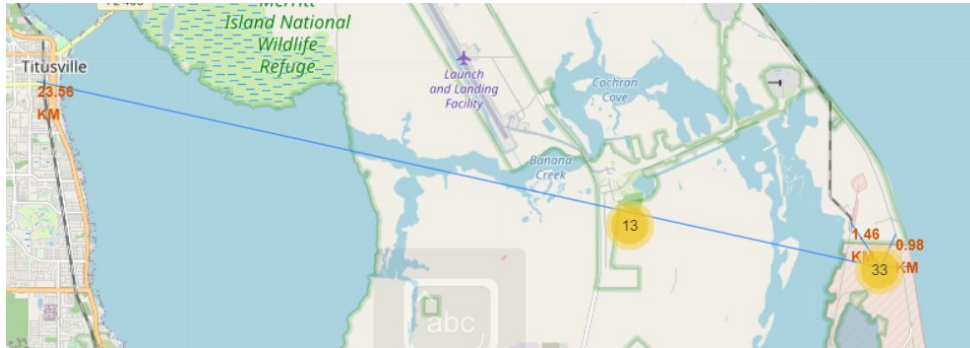 Merritt
Island National
Wildlife
Refuge
Titusville
23.56
KM
Launch
and Landing
Facility
Cochran
Cove
Banana
Creek
13
1.46
KM
0.98
KM
33
abc